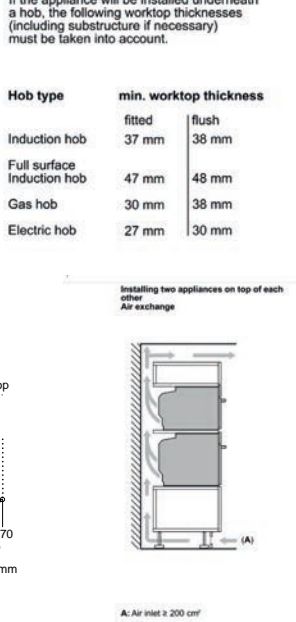 If the appliance will be installed underneath
a hob, the following worktop thicknesses
(including substructure if necessary)
must be taken into account.
Hob type min. worktop thickness
fitted flush
Induction hob 37 mm 38 mm
Full surface
Induction hob 47 mm 48 mm
Gas hob 30 mm 38 mm
Electric hob 27 mm 30 mm
Installing two appliances on top of each
other
Air exchange
op
70
mm
(A)
A: Air inlet ≥ 200 cm²